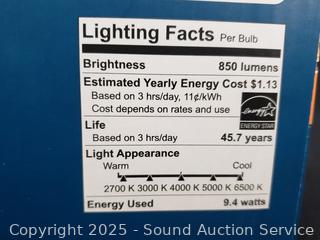 Lighting Facts Per Bulb
Brightness 850 lumens
Estimated Yearly Energy Cost $1.13
Based on 3 hrs/day, 11¢/kWh
Cost depends on rates and use
energy
ENERGY STAR
Life
Based on 3 hrs/day 45.7 years
Light Appearance
Warm Cool
2700 K 3000 K 4000 K 5000 K 6500 K
Energy Used 9.4 watts
Copyright 2025 - Sound Auction Service